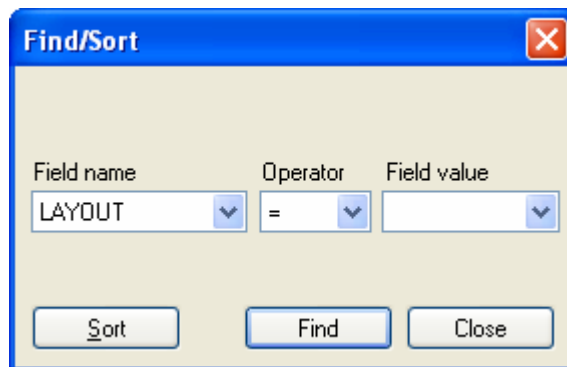 Find/Sort
Field name Operator Field value
LAYOUT = 
Sort Find Close